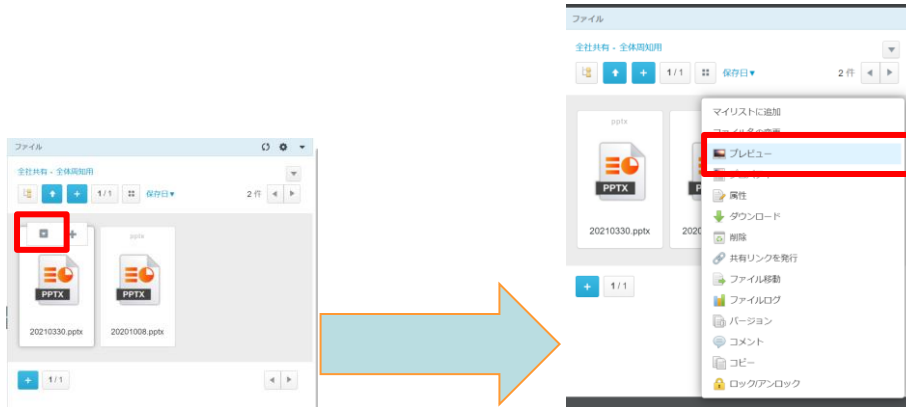 ファイル
全社共有 - 全体周知用
1/1
保存日▼
2 件
pptx
PPTX
PPTX
20210330.pptx
20201008.pptx
1/1
ファイル
全社共有 - 全体周知用
1/1
保存日▼
2 件
pptx
PPTX
20210330.pptx
2020
1/1
マイリストに追加
プレビュー
属性
ダウンロード
削除
共有リンクを発行
ファイル移動
ファイルログ
バージョン
コメント
コピー
ロック/アンロック